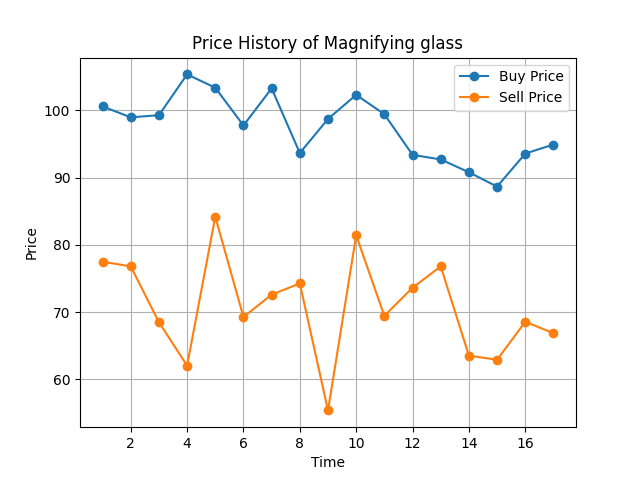 Price History of Magnifying glass
Buy Price
Sell Price
100
90
80
70
60
Price
2 4 6 8 10 12 14 16
Time